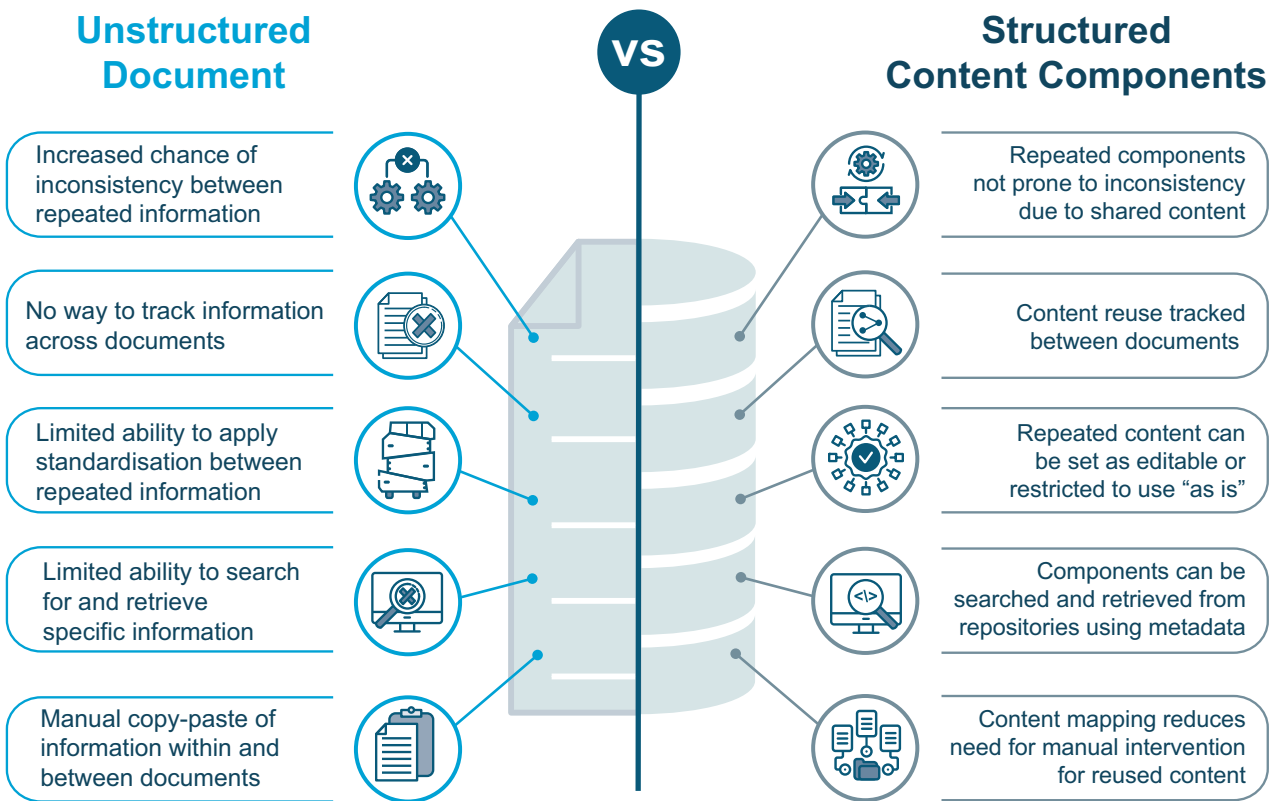 Unstructured
Document
VS
Structured
Content Components
Increased chance of
inconsistency between
repeated information
Repeated components
not prone to inconsistency
due to shared content
No way to track information
across documents
Content reuse tracked
between documents
Limited ability to apply
standardisation between
repeated information
Repeated content can
be set as editable or
restricted to use “as is”
Limited ability to search
for and retrieve
specific information
Components can be
searched and retrieved from
repositories using metadata
Manual copy-paste of
information within and
between documents
Content mapping reduces
need for manual intervention
for reused content